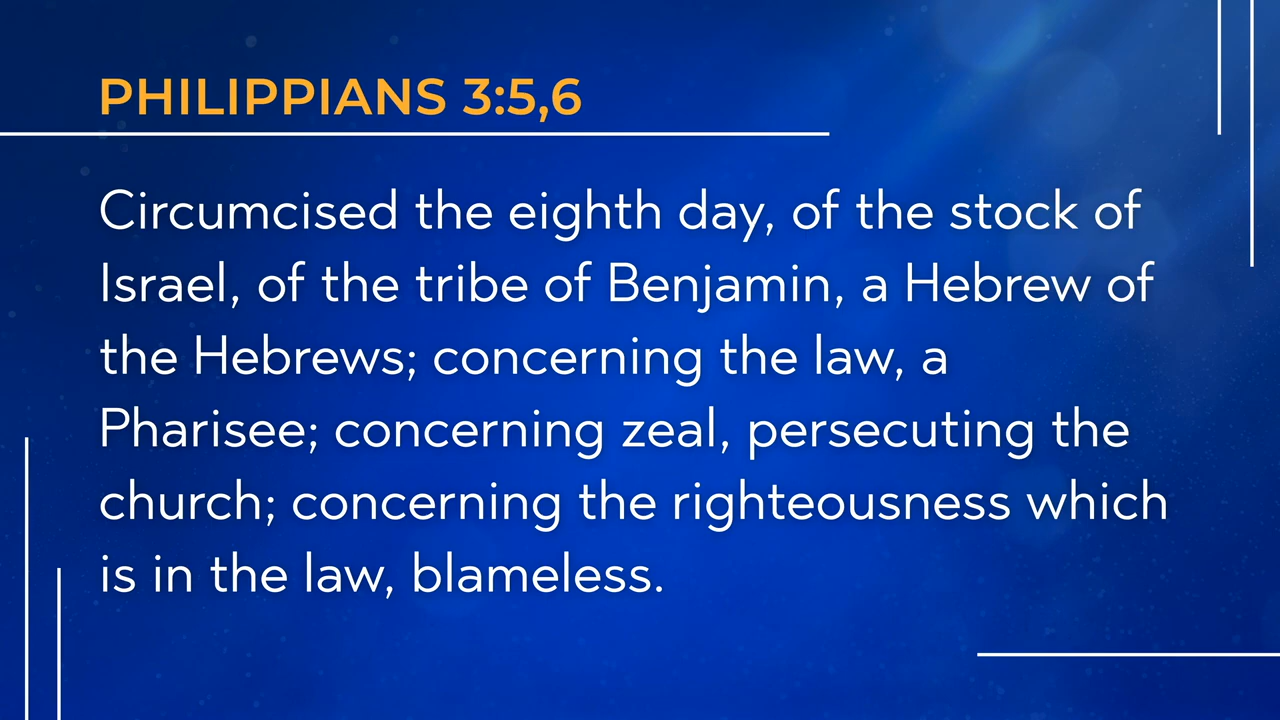 PHILIPPIANS 3:5,6
Circumcised the eighth day, of the stock of
Israel, of the tribe of Benjamin, a Hebrew of
the Hebrews; concerning the law, a
Pharisee; concerning zeal, persecuting the
church; concerning the righteousness which
is in the law, blameless.